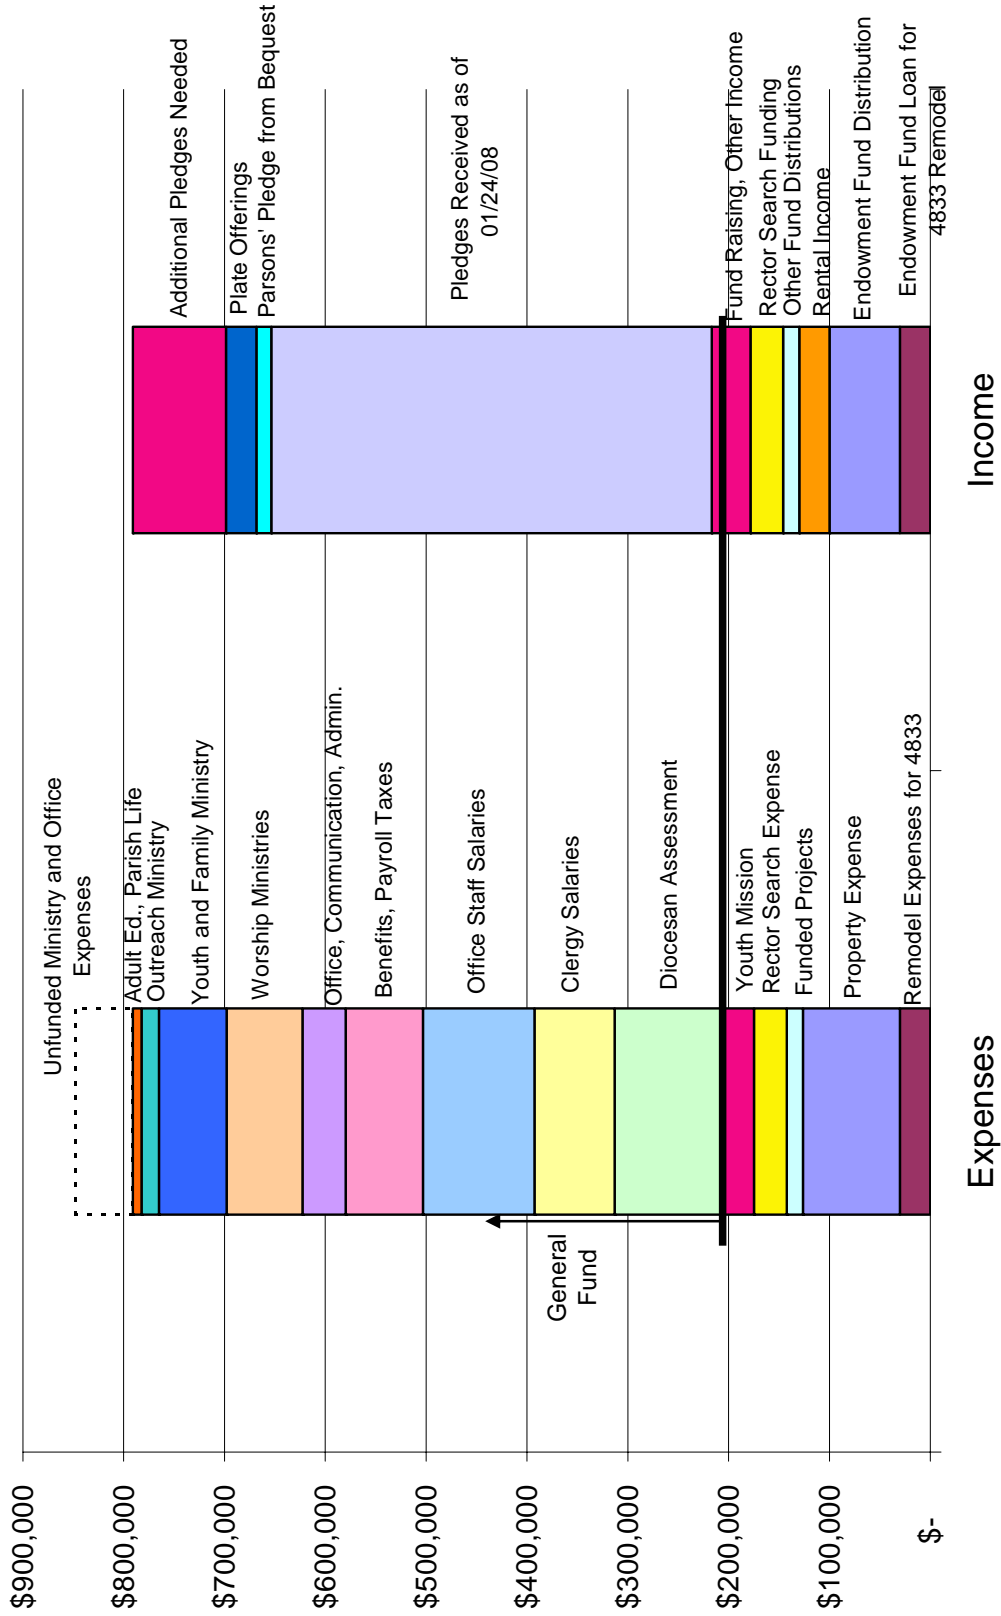 $900,000
$800,000
$700,000
$600,000
$500,000
$400,000
$300,000
$200,000
$100,000
$-
General
Fund
Unfunded Ministry and Office
Expenses
Adult Ed., Parish Life
Outreach Ministry
Youth and Family Ministry
Worship Ministries
Office, Communication, Admin.
Benefits, Payroll Taxes
Office Staff Salaries
Clergy Salaries
Diocesan Assessment
Youth Mission
Rector Search Expense
Funded Projects
Property Expense
Remodel Expenses for 4833
Expenses
Additional Pledges Needed
Plate Offerings
Parsons' Pledge from Bequest
Pledges Received as of
01/24/08
Fund Raising, Other Income
Rector Search Funding
Other Fund Distributions
Rental Income
Endowment Fund Distribution
Endowment Fund Loan for
4833 Remodel
Income